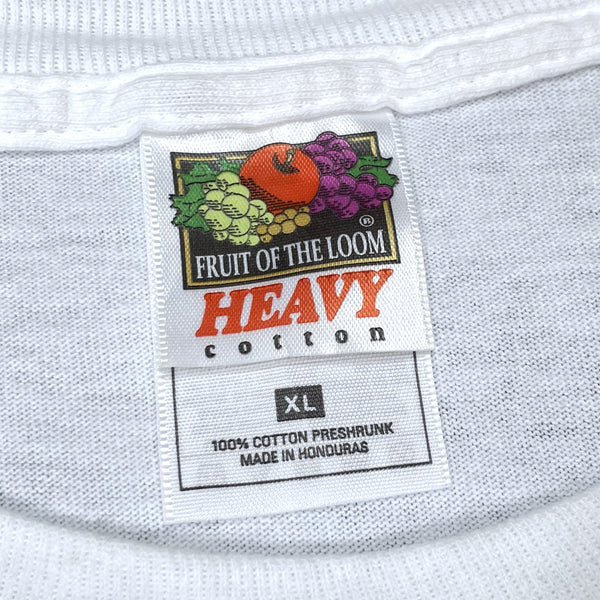 ®
FRUIT OF THE LOOM
HEAVY
cotton
XL
100% COTTON PRESHRUNK
MADE IN HONDURAS